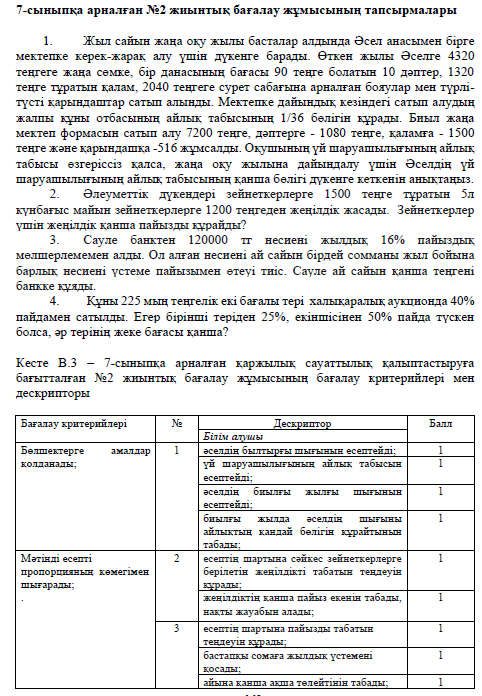 7-сыныпқа арналған №2 жиынтық бағалау жұмысының тапсырмалары
1. Жыл сайын жаңа оқу жылы басталар алдында Әсел анасымен бірге
мектепке керек-жарақ алу үшін дүкенге барады. Өткен жылы Әселге 4320
теңгеге жаңа сөмке, бір данасының бағасы 90 теңге болатын 10 дәптер, 1320
теңге тұратын қалам, 2040 теңгеге сурет сабағына арналған бояулар мен түрлі-
түсті қарындаштар сатып алынды. Мектепке дайындық кезіндегі сатып алудың
жалпы құны отбасының айлық табысының 1/36 бөлігін құрады. Биыл жаңа
мектеп формасын сатып алу 7200 теңге, дәптерге - 1080 теңге, қаламға - 1500
теңге және қарындашқа -516 жұмсалды. Оқушының үй шаруашылығының айлық
табысы өзгеріссіз қалса, жаңа оқу жылына дайындалу үшін Әселдің үй
шаруашылығының айлық табысының қанша бөлігі дүкенге кеткенін анықтаңыз.
2. Әлеуметтік дүкендері зейнеткерлерге 1500 теңге тұратын 5л
күнбағыс майын зейнеткерлерге 1200 теңгеден жеңілдік жасады. Зейнеткерлер
үшін жеңілдік қанша пайызды құрайды?
3. Сауле банктен 120000 тг несиені жылдық 16% пайыздық
мөлшерлемемен алды. Ол алған несиені ай сайын бірдей сомманы жыл бойына
барлық несиені үстеме пайызымен өтеуі тиіс. Сауле ай сайын қанша теңгені
банкке құяды.
4. Құны 225 мың теңгелік екі бағалы тері халықаралық аукционда 40%
пайдамен сатылды. Егер бірінші теріден 25%, екіншісінен 50% пайда түскен
болса, әр терінің жеке бағасы қанша?
Кесте В.3 – 7-сыныпқа арналған қаржылық сауаттылық қалыптастыруға
бағытталған №2 жиынтық бағалау жұмысының бағалау критерийлері мен
дескрипторы
Бағалау критерийлері № Дескриптор Балл
Білім алушы
Бөлшектерге амалдар 1 әселдің былтырғы шығынын есептейді; 1
қолданады; үй шаруашылығының айлық табысын 1
есептейді;
әселдің биылғы жылғы шығынын 1
есептейді;
биылғы жылда әселдің шығыны 1
айлықтың қандай бөлігін құрайтынын
табады;
Мәтінді есепті 2 есептің шартына сәйкес зейнеткерлерге 1
пропорцияның көмегімен берілетін жеңілдікті табатын теңдеуін
шығарады; құрады;
. жеңілдіктің қанша пайыз екенін табады, 1
нақты жауабын алады;
3 есептің шартына пайызды табатын 1
теңдеуін құрады;
бастапқы сомаға жылдық үстемені 1
қосады;
айына қанша ақша төлейтінін табады; 1